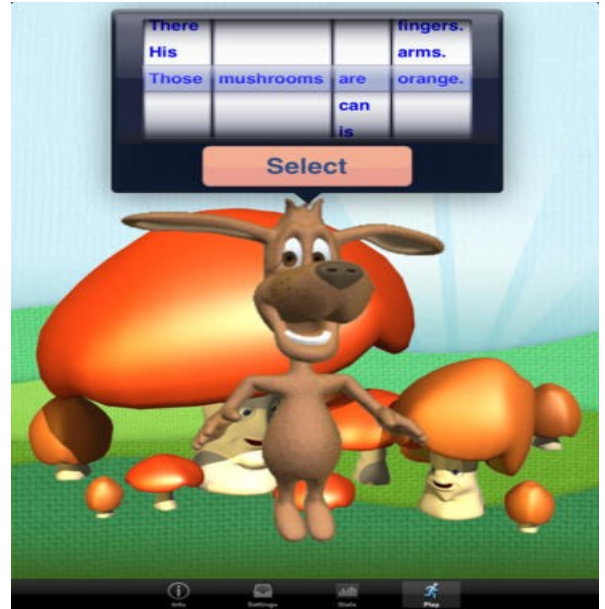 There fingers.
His arms.
Those mushrooms are orange.
can
is
Select
Info Settings Stats Play